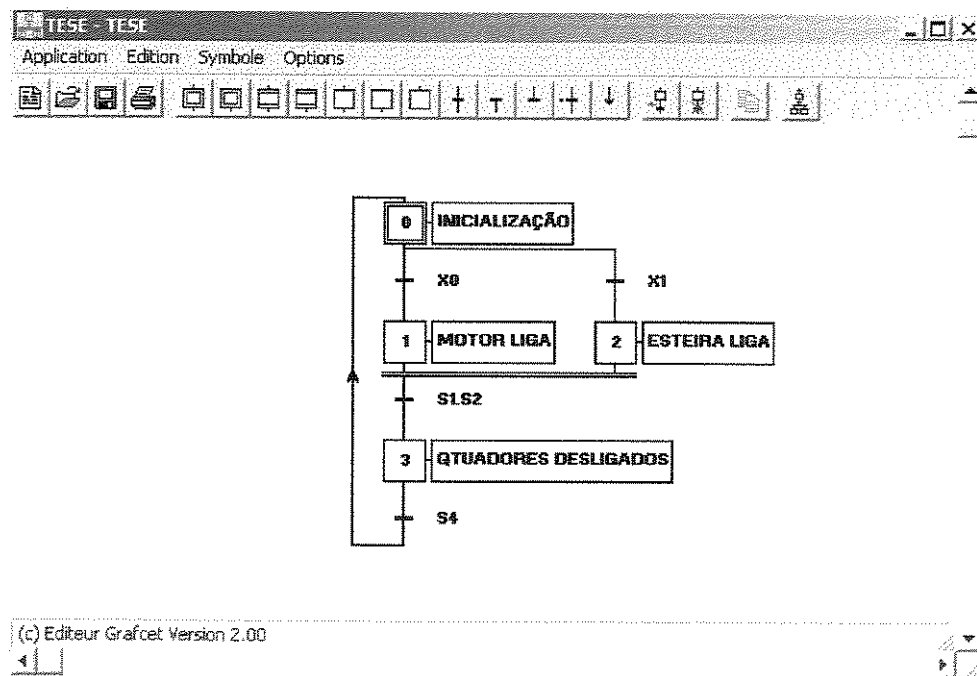 TESE - TESE
Application Edition Symbole Options
0 INICIALIZAÇÃO
X0 X1
1 MOTOR LIGA 2 ESTEIRA LIGA
S1.S2
3 QTUADORES DESLIGADOS
S4
(c) Editeur Grafcet Version 2.00